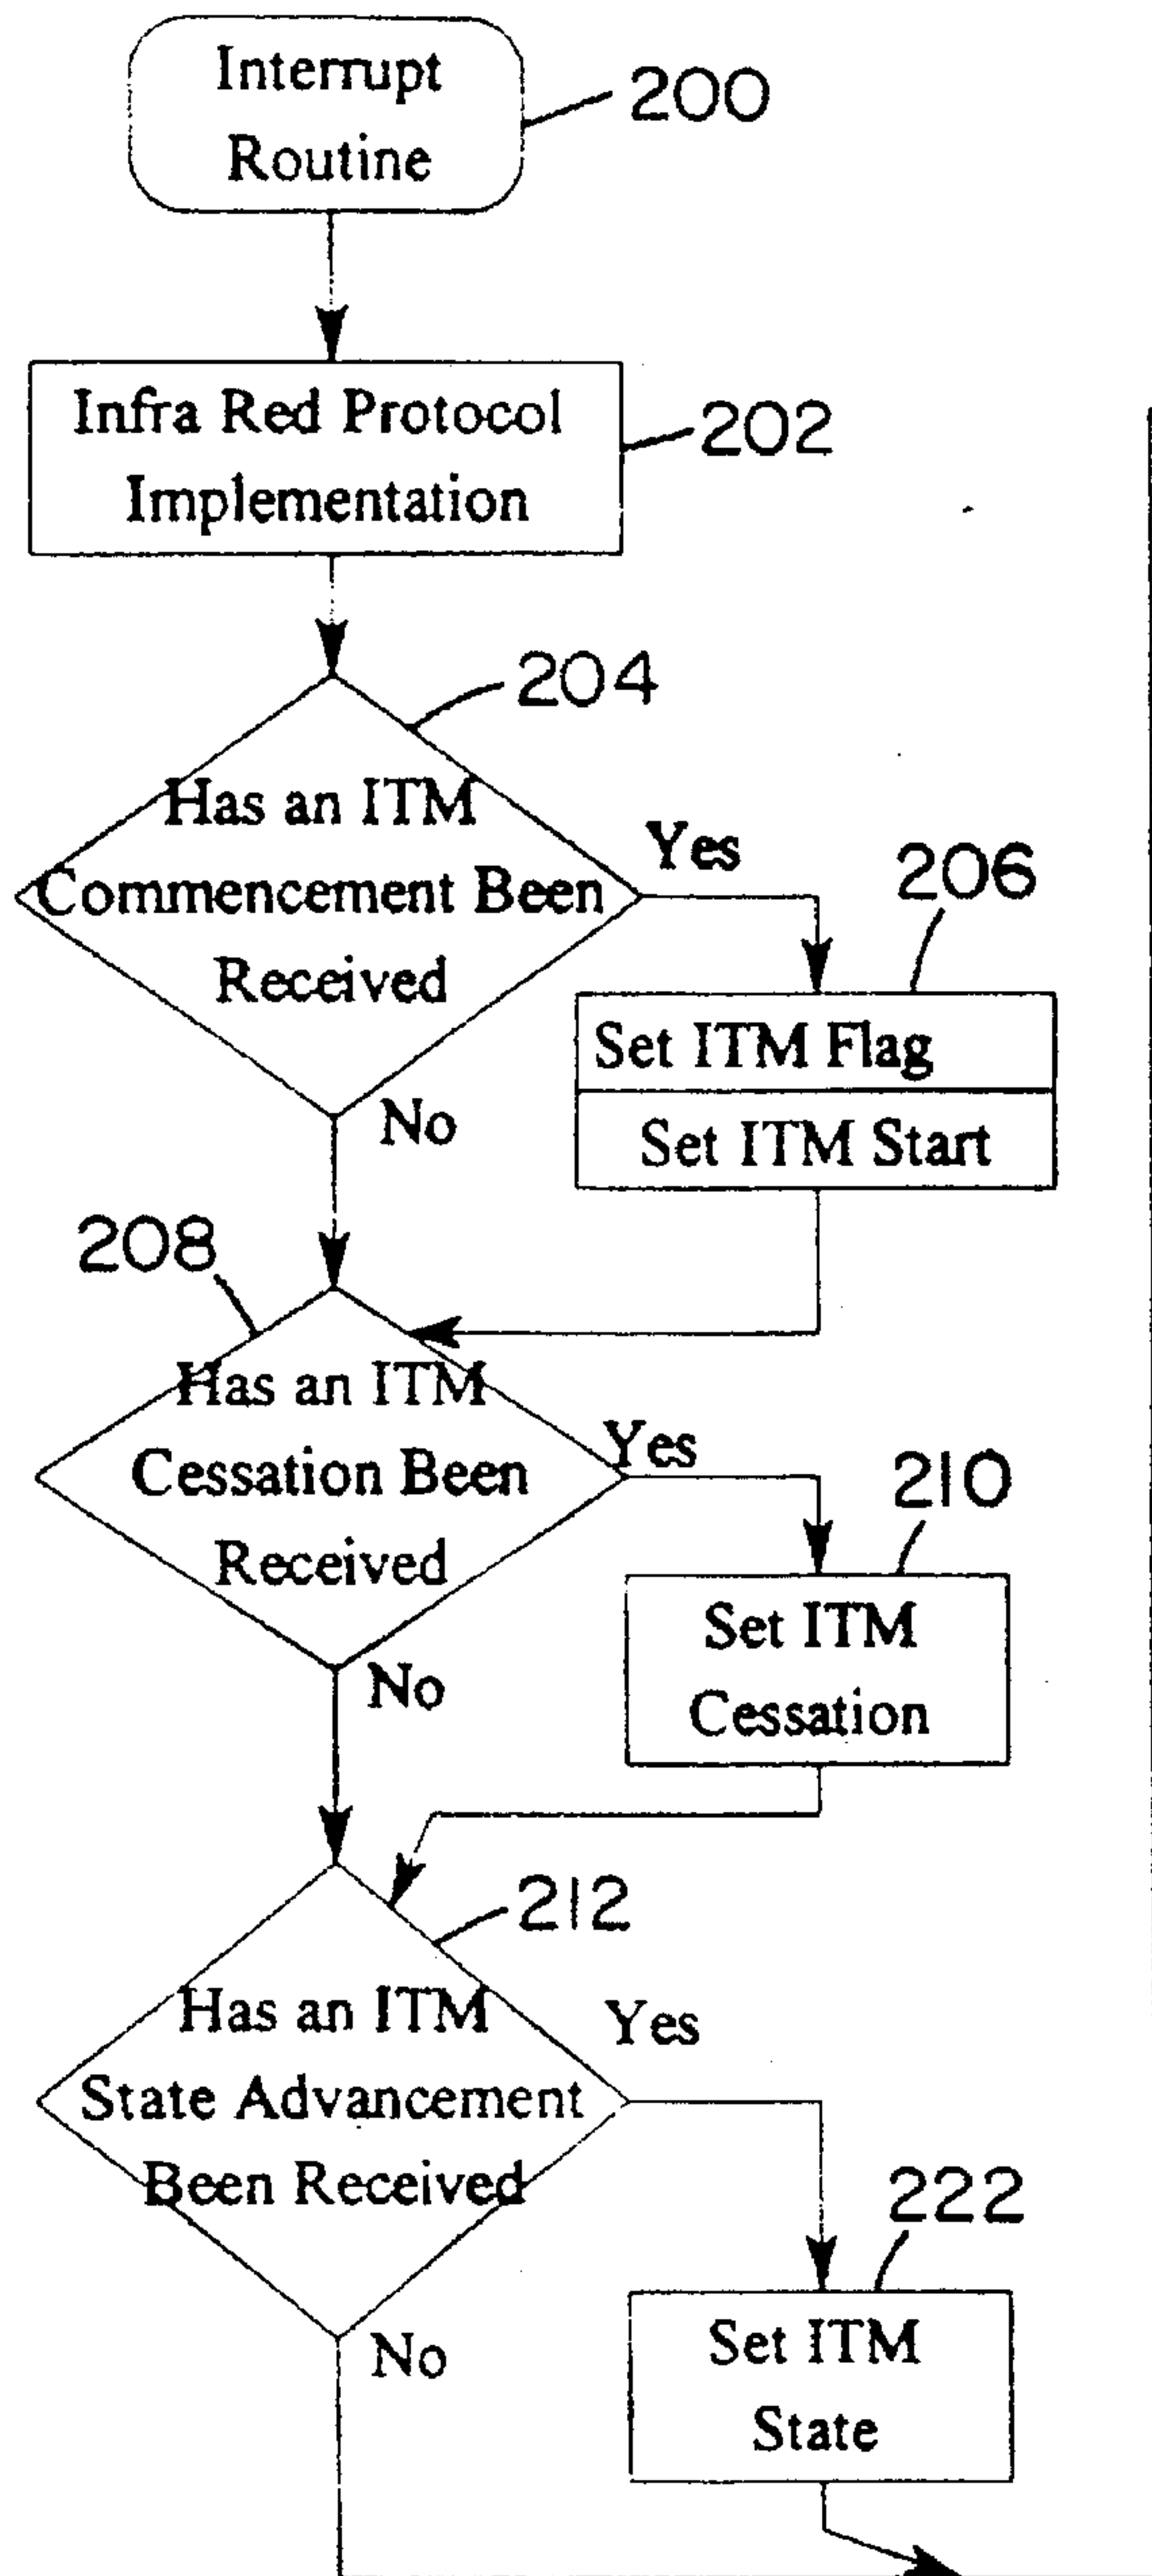 Interrupt
Routine
200
Infra Red Protocol
Implementation
202
204
Has an ITM
Commencement Been
Received
Yes
206
Set ITM Flag
Set ITM Start
No
208
Has an ITM
Cessation Been
Received
Yes
210
Set ITM
Cessation
No
212
Has an ITM
State Advancement
Been Received
Yes
222
Set ITM
State
No